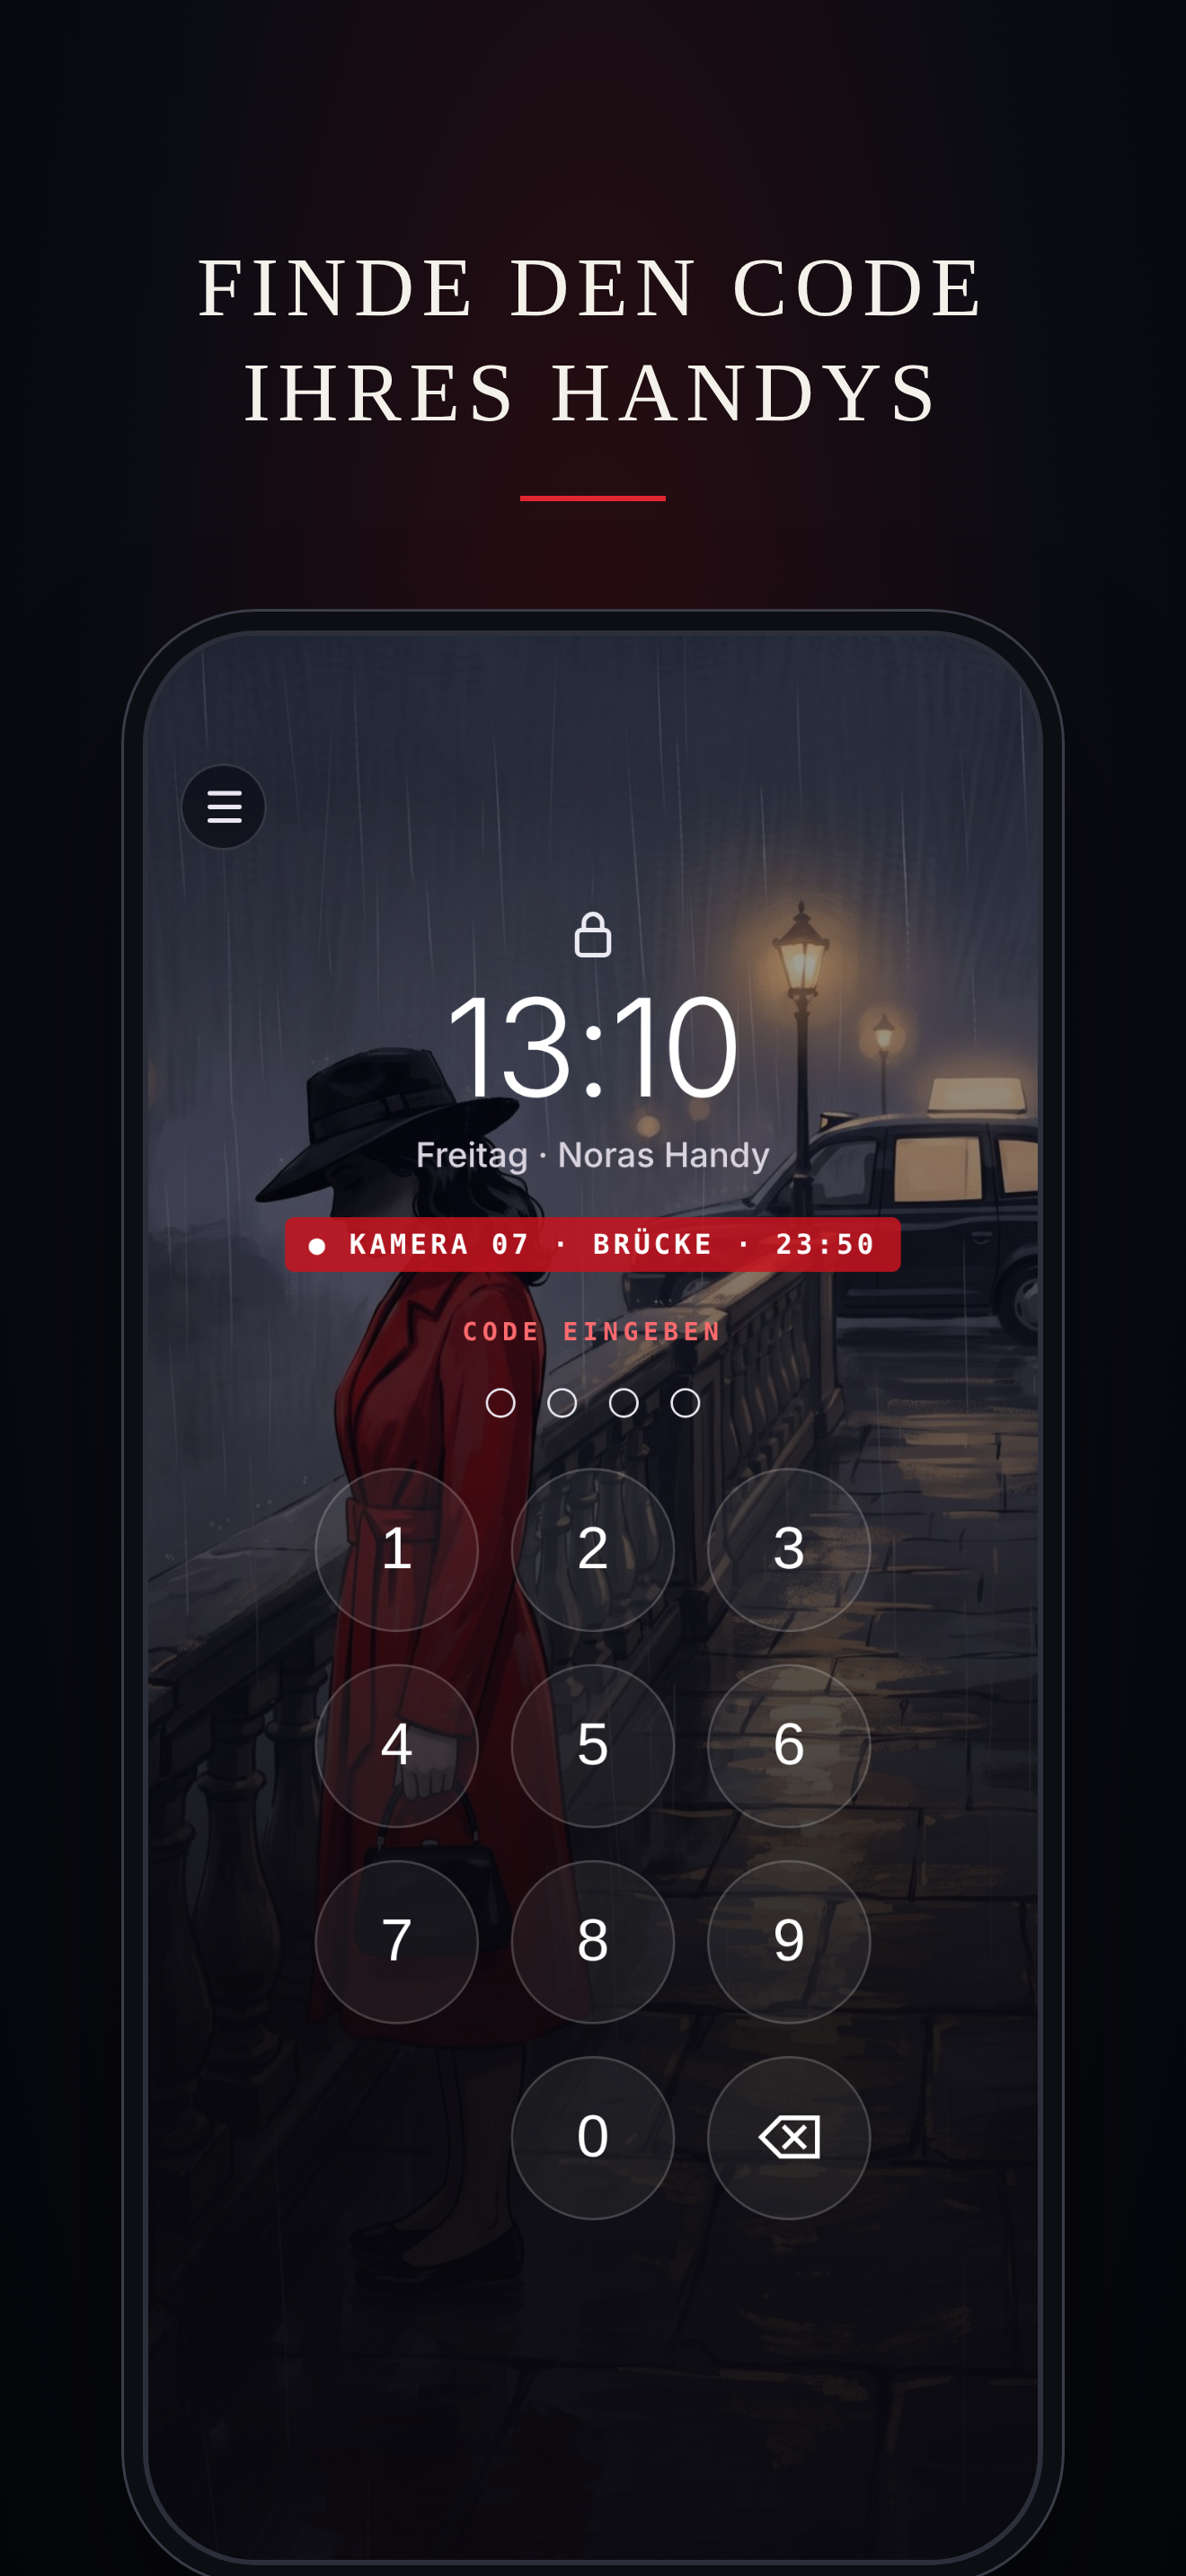 FINDE DEN CODE
IHRES HANDYS
13:10
Freitag · Noras Handy
● KAMERA 07 · BRÜCKE · 23:50
CODE EINGEBEN
1 2 3
4 5 6
7 8 9
0